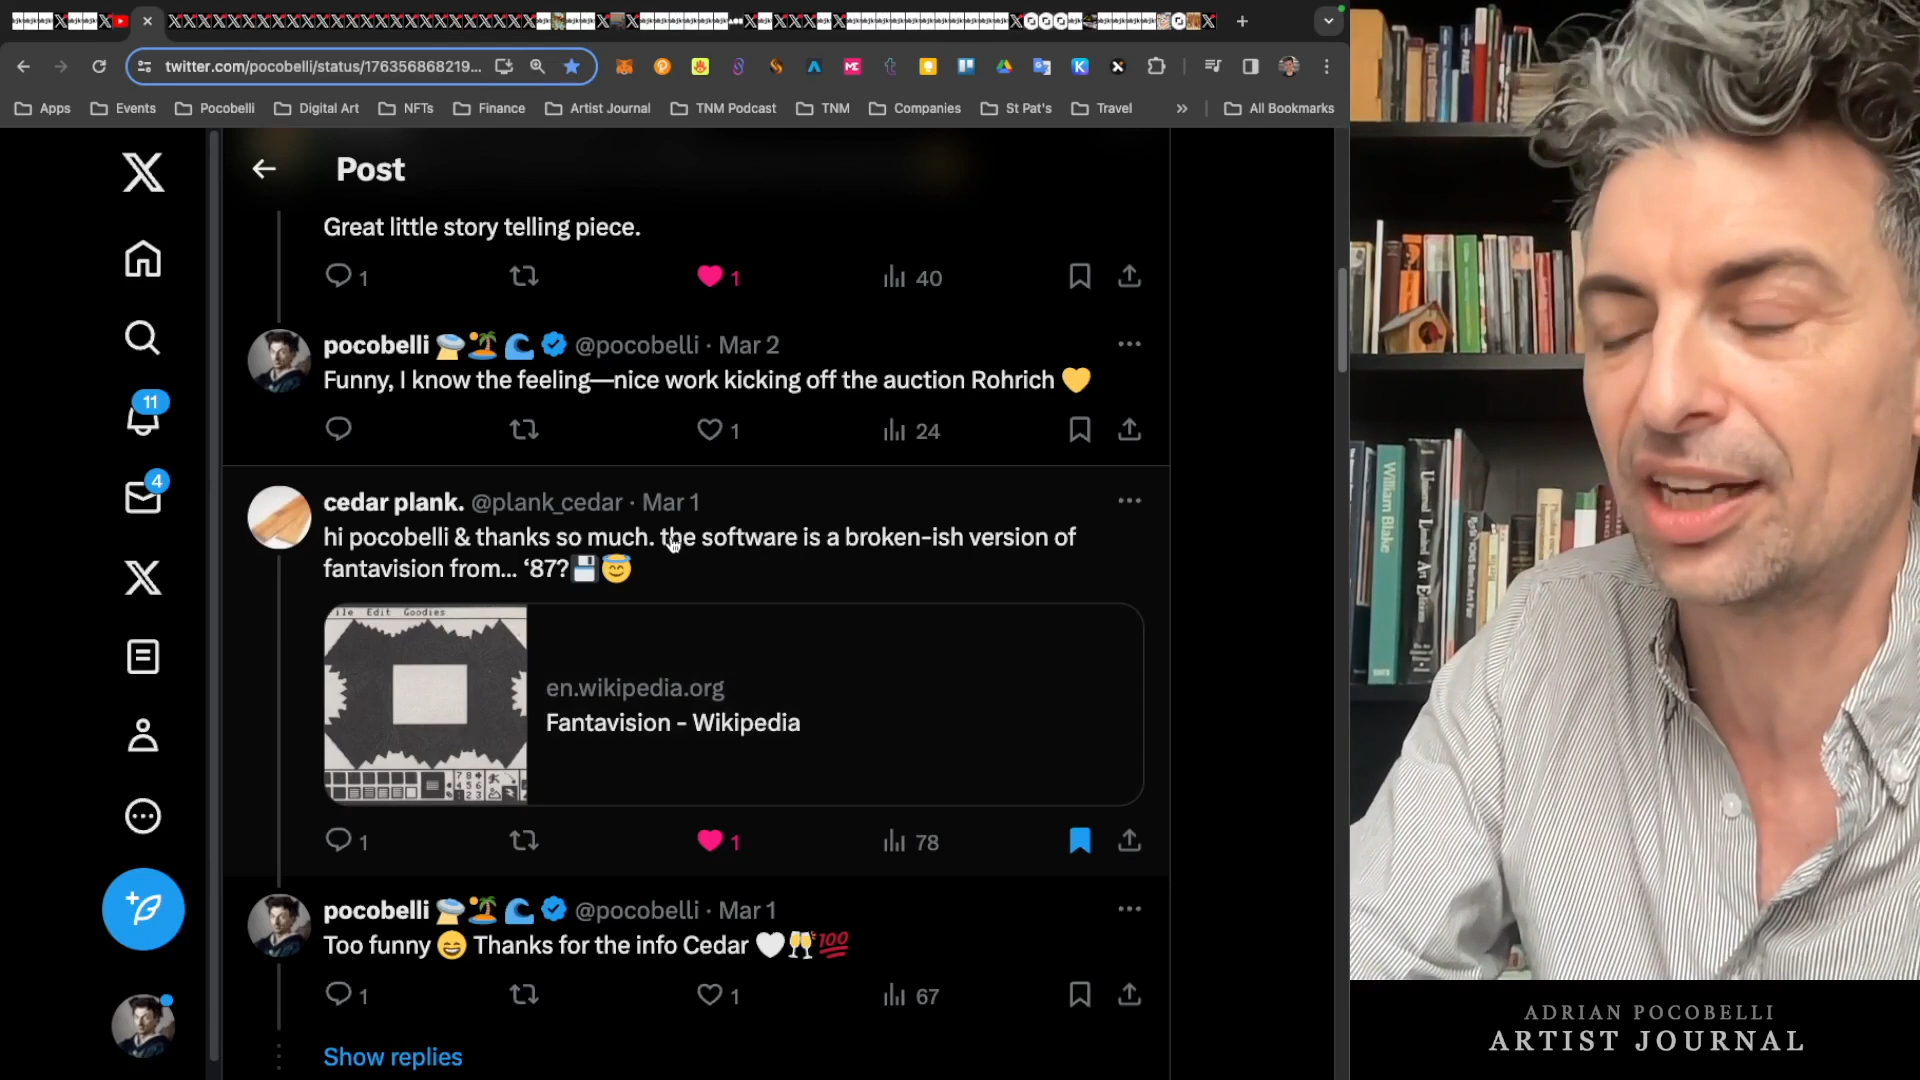 twitter.com/pocobelli/status/176356868219...
Apps
Events
Pocobelli
Digital Art
NFTs
Finance
Artist Journal
TNM Podcast
TNM
Companies
St Pat's
Travel
»
All Bookmarks
Post
Great little story telling piece.
1
1
40
pocobelli @pocobelli · Mar 2
Funny, I know the feeling—nice work kicking off the auction Rohrich 💛
1
24
11
4
cedar plank. @plank_cedar · Mar 1
hi pocobelli & thanks so much. the software is a broken-ish version of
fantavision from... ‘87?💾😇
ile Edit Goodies
en.wikipedia.org
Fantavision - Wikipedia
1
1
78
pocobelli @pocobelli · Mar 1
Too funny 😄 Thanks for the info Cedar 🤍🥂💯
1
1
67
Show replies
William Blake
ADRIAN POCOBELLI
ARTIST JOURNAL